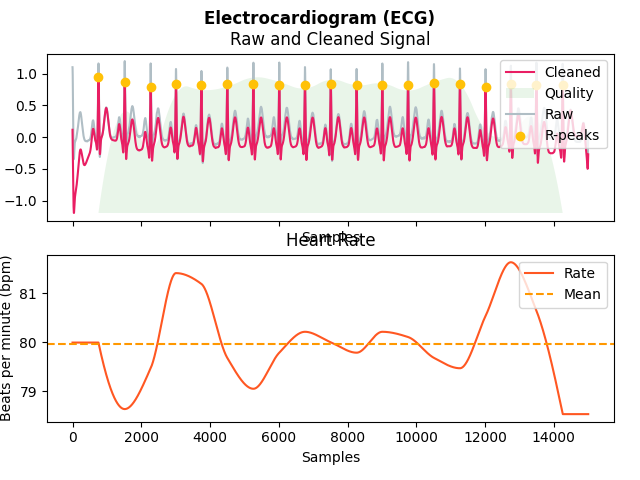 Electrocardiogram (ECG)
Raw and Cleaned Signal
Cleaned
Quality
Raw
R-peaks
1.0
0.5
0.0
−0.5
−1.0
Samples
Heart Rate
Rate
Mean
Beats per minute (bpm)
81
80
79
0 2000 4000 6000 8000 10000 12000 14000
Samples